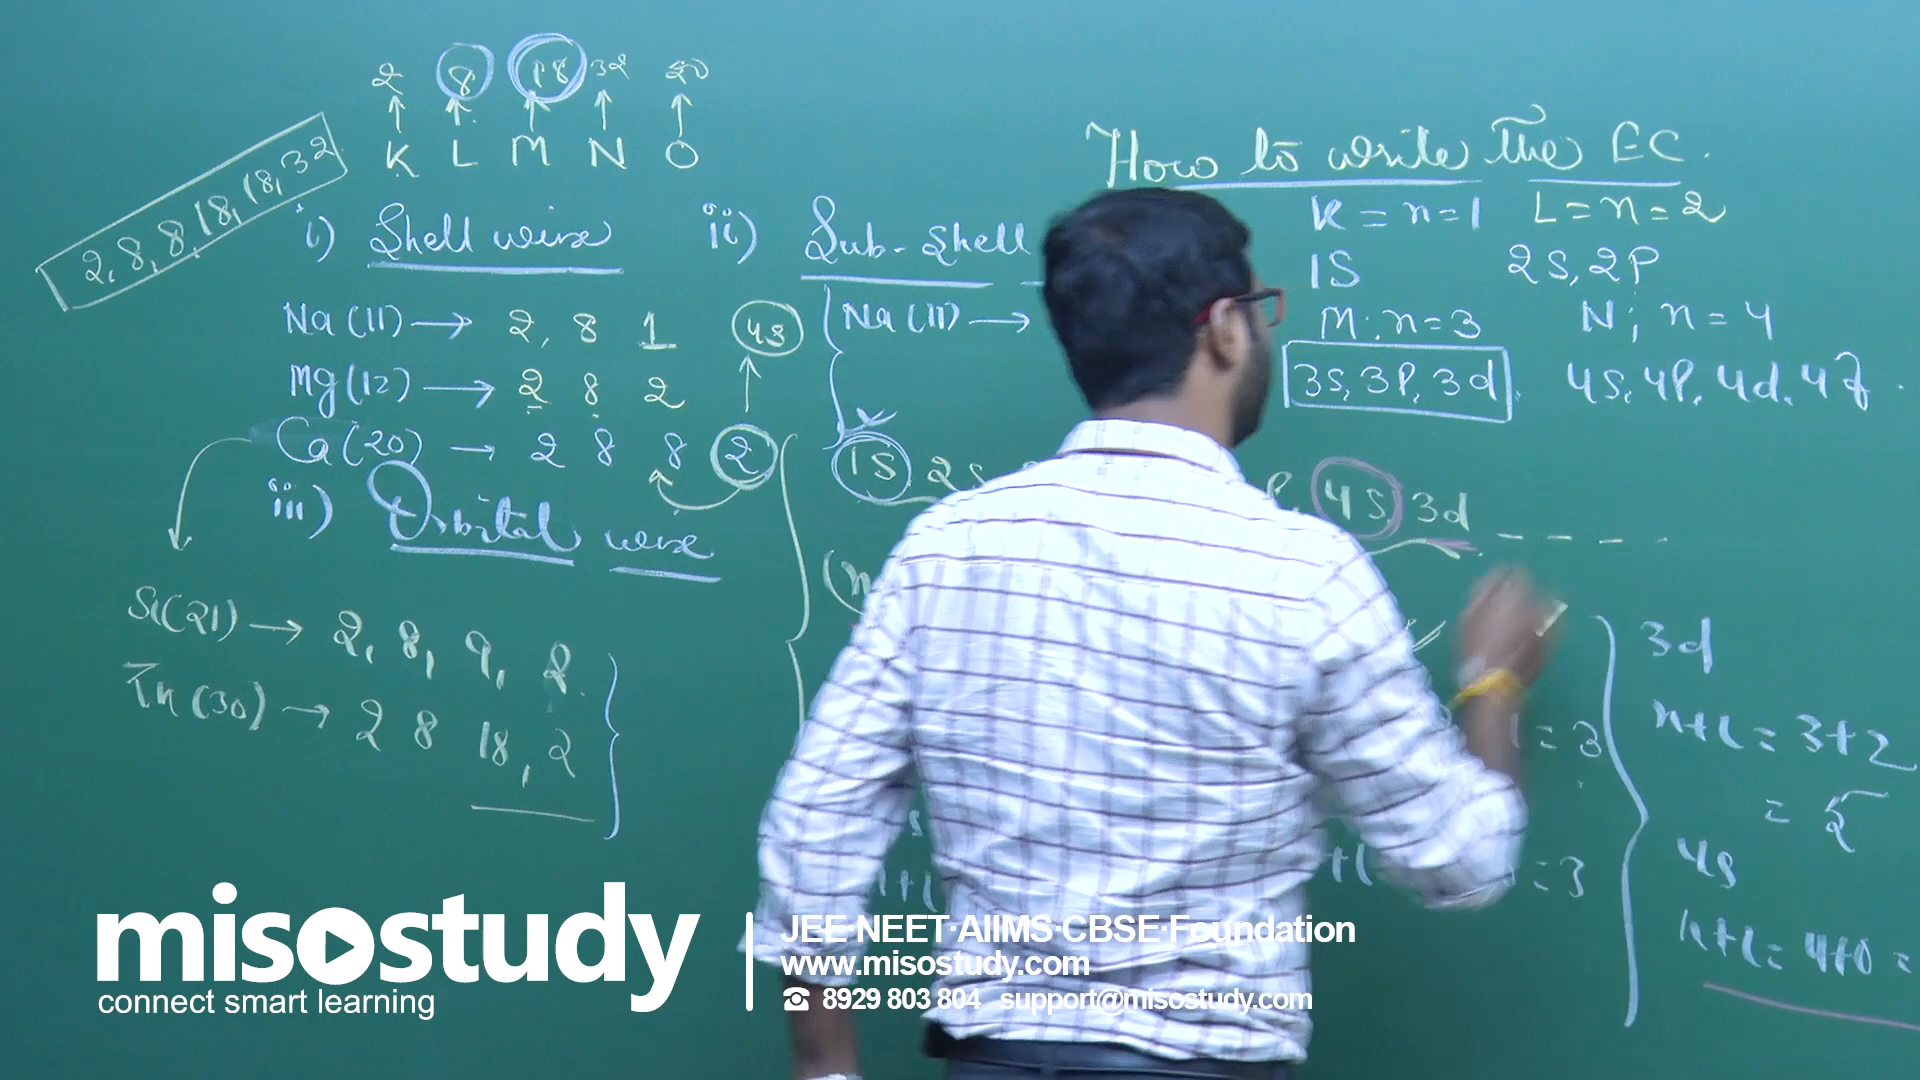 2 8 18 32 50
K L M N O
2, 8, 8, 18, 18, 32
How to write the EC.
i) Shell wise
ii) Sub-Shell
K = n=1 L = n=2
1S 2S, 2P
Na (11) → 2, 8 1
4s
Na (11) →
M; n=3 N; n = 4
Mg (12) → 2 8 2
3S, 3P, 3d 4S, 4P, 4d, 4f.
Ca (20) → 2 8 8 2
1S 2S
4S, 3d
iii) Orbital wise
(n
Sc(21) → 2, 8, 9, 2
Zn (30) → 2 8 18, 2
= 3
= 3
3d
n+l = 3+2
= 5
4s
n+l = 4+0 =
misostudy
connect smart learning
JEE·NEET·AIIMS·CBSE·Foundation
www.misostudy.com
☎ 8929 803 804 support@misostudy.com